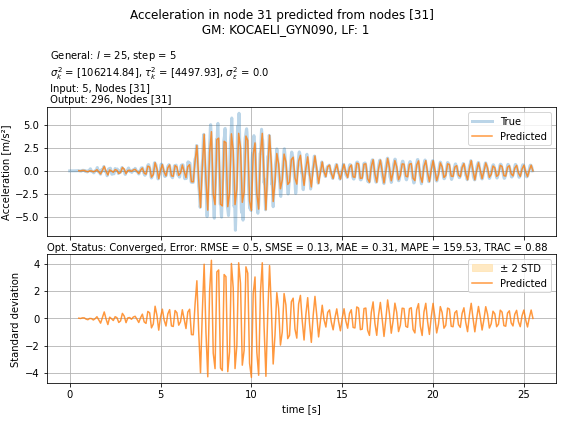 Acceleration in node 31 predicted from nodes [31]
GM: KOCAELI_GYN090, LF: 1
General: l = 25, step = 5
σ²ₖ = [106214.84], τ²ₖ = [4497.93], σ²ε = 0.0
Input: 5, Nodes [31]
Output: 296, Nodes [31]
Acceleration [m/s²]
5.0
2.5
0.0
−2.5
−5.0
True
Predicted
Opt. Status: Converged, Error: RMSE = 0.5, SMSE = 0.13, MAE = 0.31, MAPE = 159.53, TRAC = 0.88
Standard deviation
4
2
0
−2
−4
± 2 STD
Predicted
0 5 10 15 20 25
time [s]